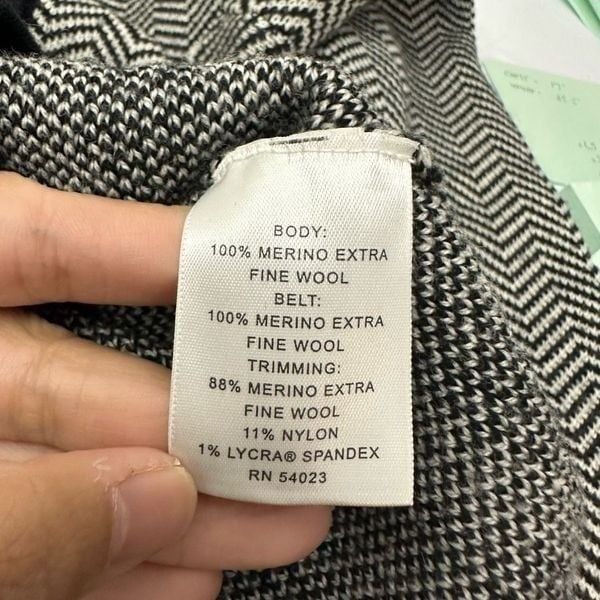 BODY:
100% MERINO EXTRA
FINE WOOL
BELT:
100% MERINO EXTRA
FINE WOOL
TRIMMING:
88% MERINO EXTRA
FINE WOOL
11% NYLON
1% LYCRA® SPANDEX
RN 54023